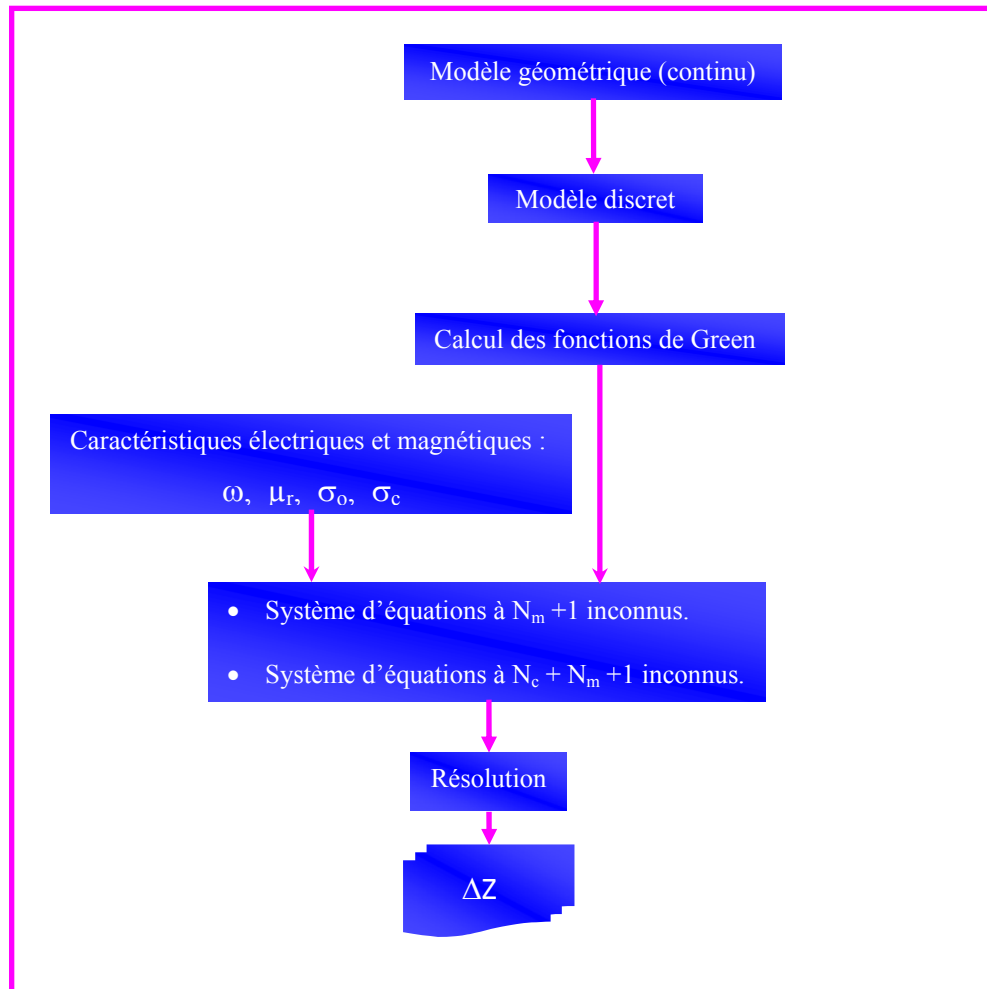 Modèle géométrique (continu)
Modèle discret
Calcul des fonctions de Green
Caractéristiques électriques et magnétiques :
ω, μr, σo, σc
• Système d’équations à Nm +1 inconnus.
• Système d’équations à Nc + Nm +1 inconnus.
Résolution
ΔZ